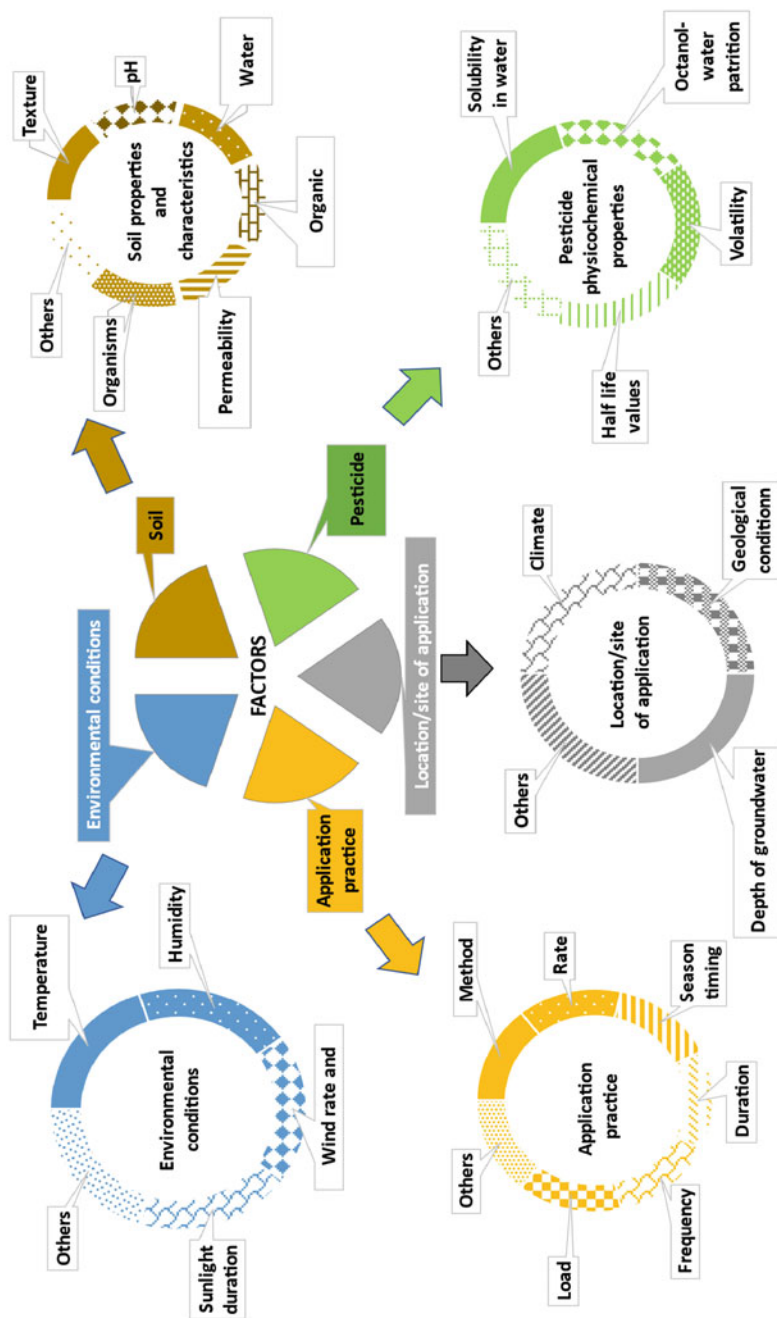 Temperature
Humidity
Wind rate and
Sunlight
duration
Others
Environmental
conditions
Environmental conditions
Soil
Texture
pH
Water
Organic
Permeability
Organisms
Others
Soil properties
and
characteristics
FACTORS
Application
practice
Location/site of application
Pesticide
Method
Rate
Season
timing
Duration
Frequency
Load
Others
Application
practice
Climate
Geological conditionn
Depth of groundwater
Others
Location/site
of application
Solubility
in water
Octanol-
water
patrition
Volatility
Half life
values
Others
Pesticide
physicochemical
properties